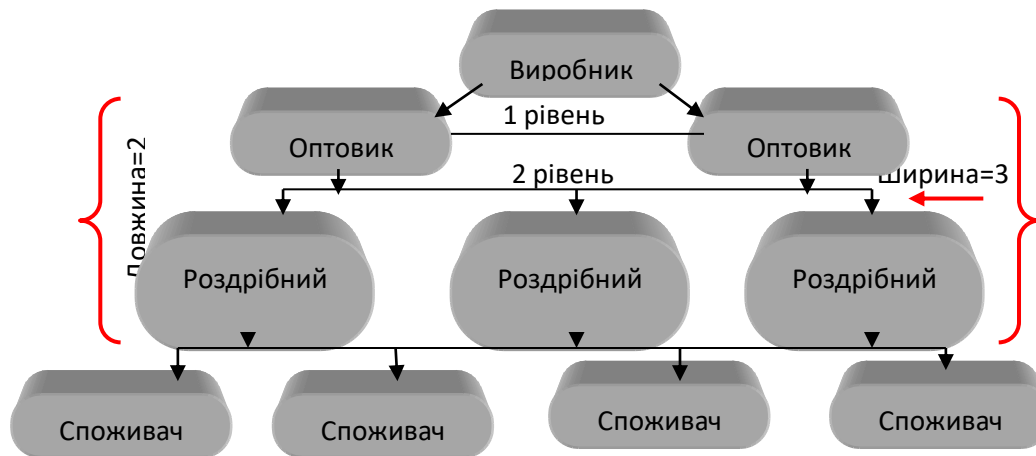 Виробник
1 рівень
Оптовик
Оптовик
Довжина=2
2 рівень
Ширина=3
Роздрібний
Роздрібний
Роздрібний
Споживач
Споживач
Споживач
Споживач